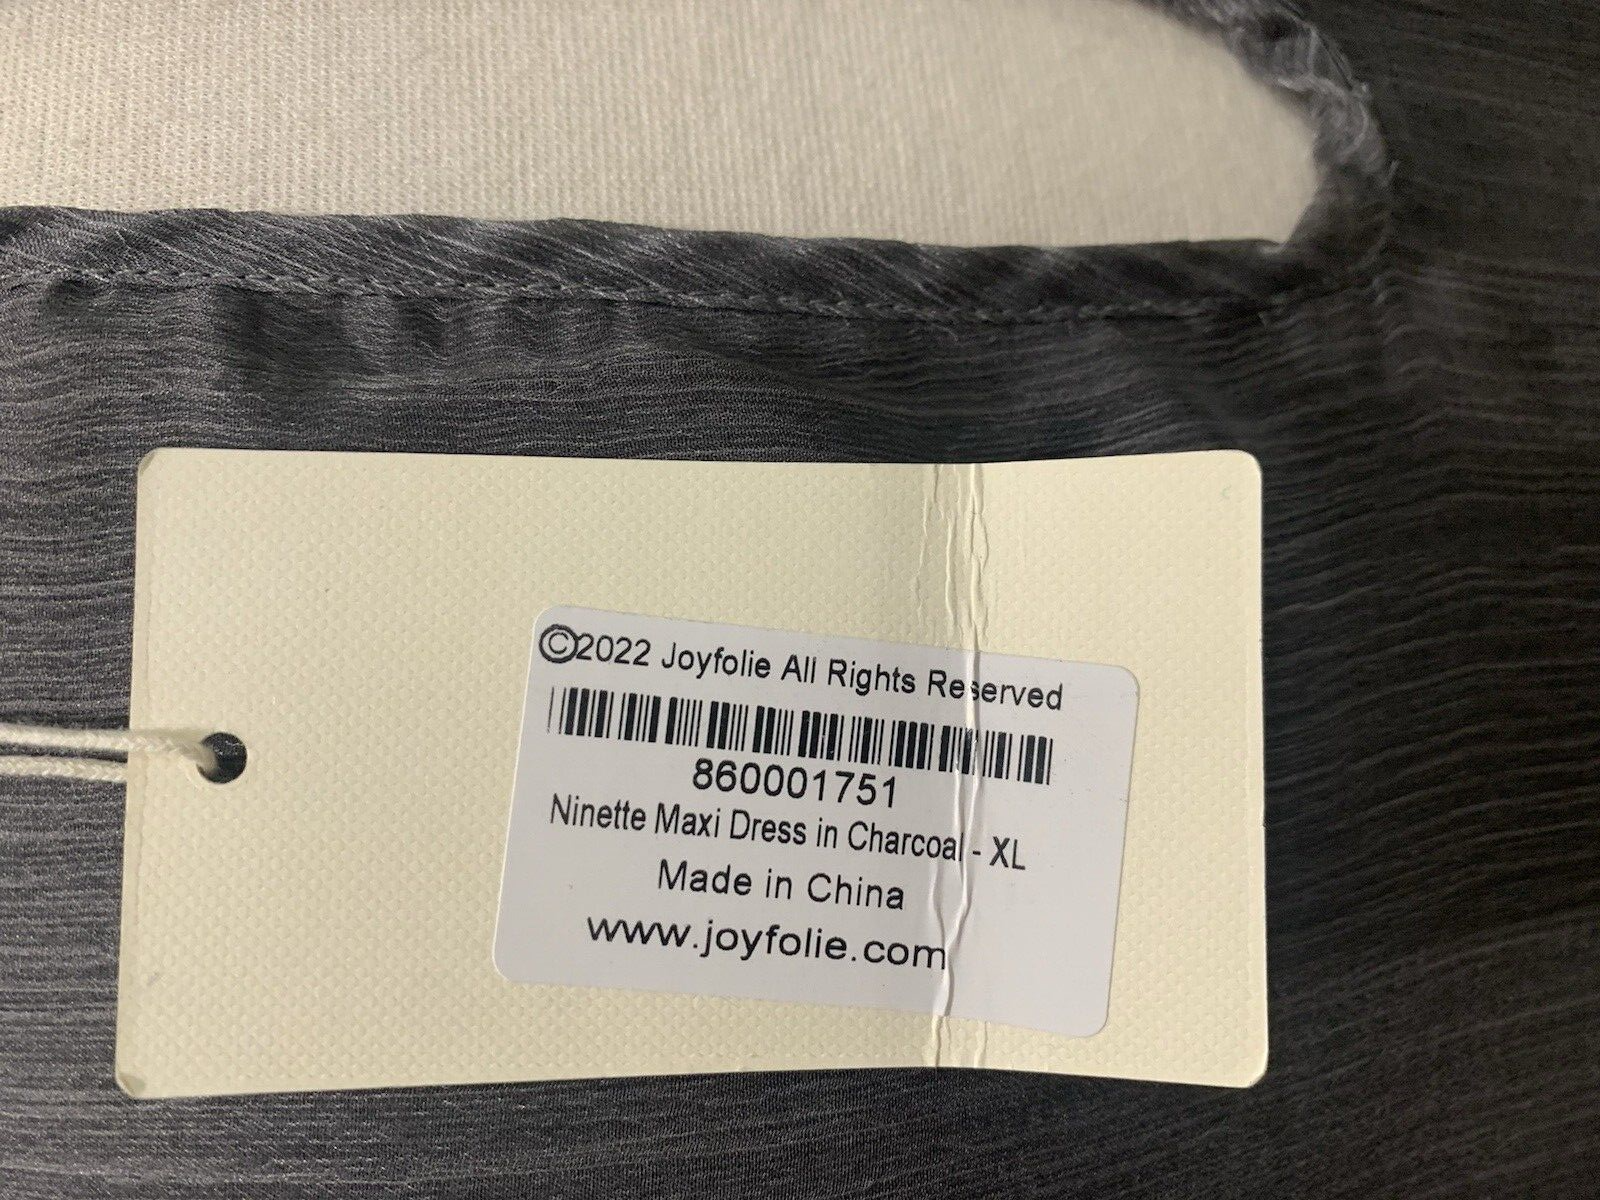 ©2022 Joyfolie All Rights Reserved
860001751
Ninette Maxi Dress in Charcoal - XL
Made in China
www.joyfolie.com